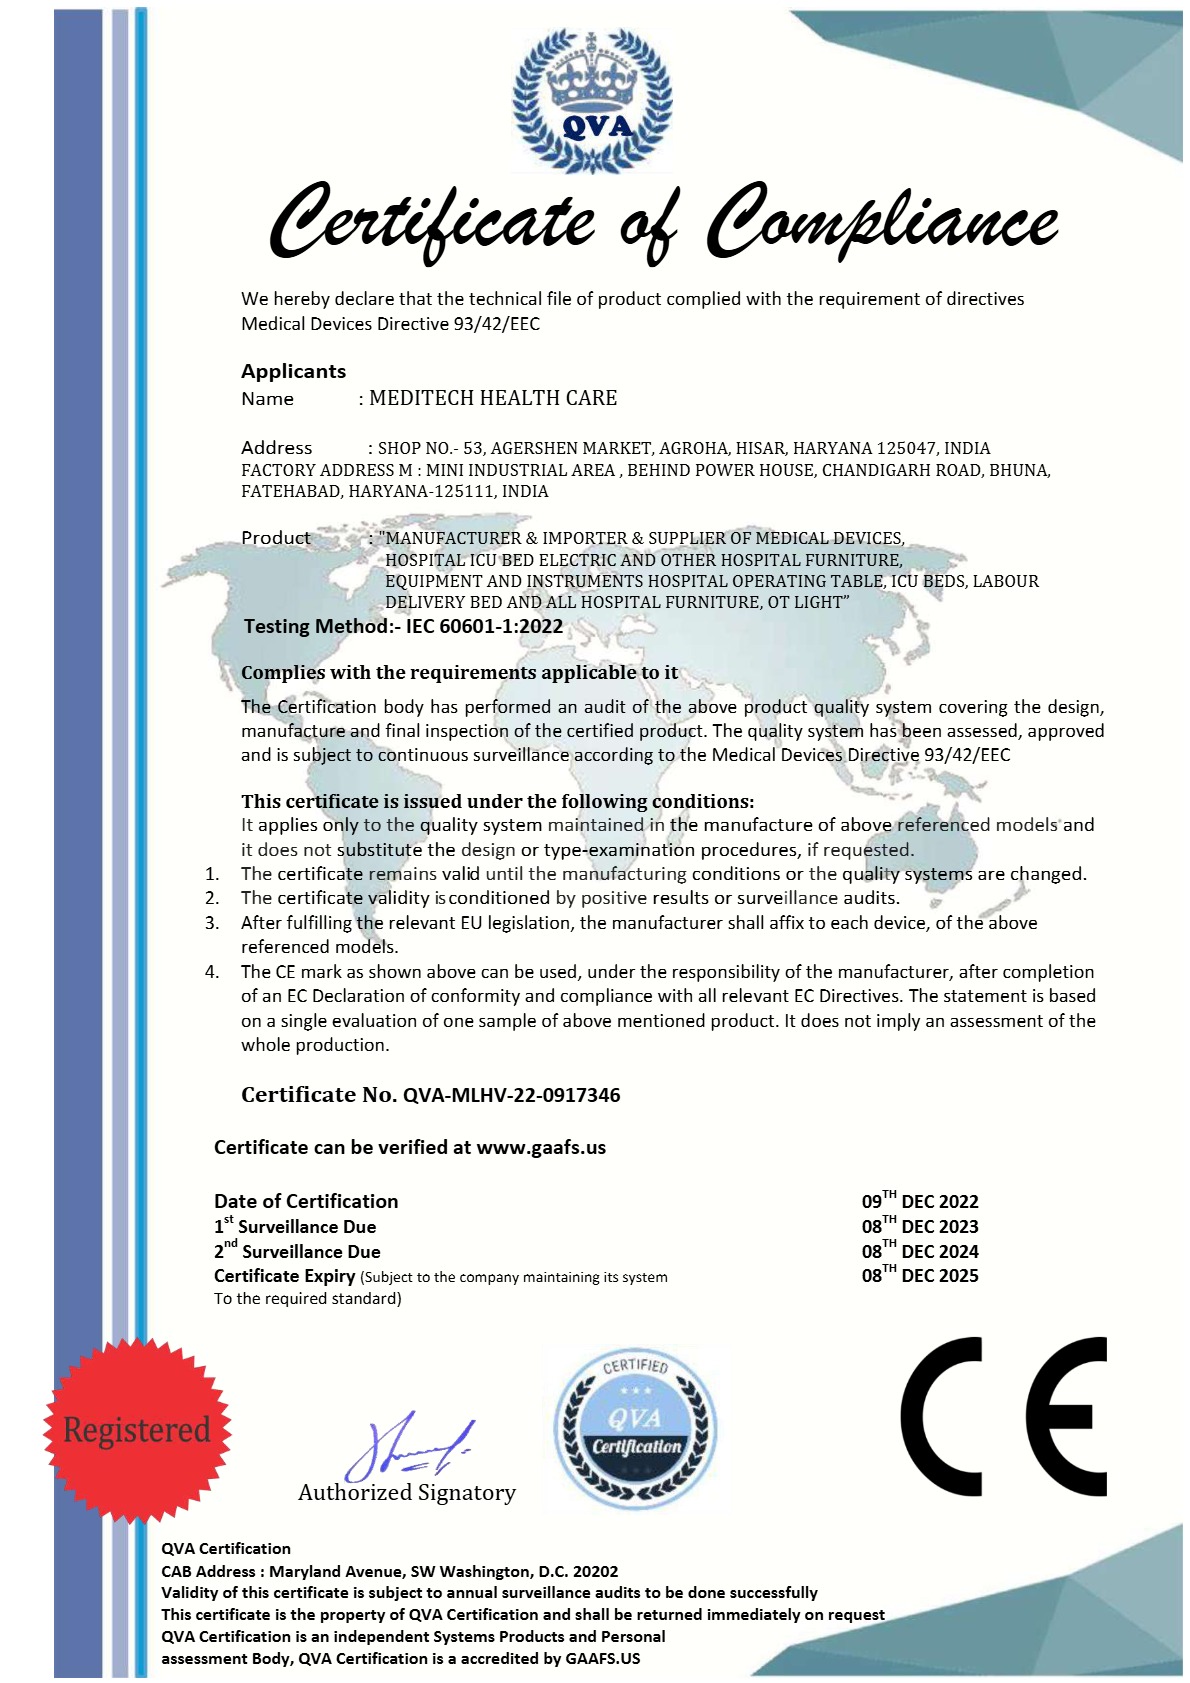 QVA
Certificate of Compliance
We hereby declare that the technical file of product complied with the requirement of directives
Medical Devices Directive 93/42/EEC
Applicants
Name : MEDITECH HEALTH CARE
Address : SHOP NO.- 53, AGERSHEN MARKET, AGROHA, HISAR, HARYANA 125047, INDIA
FACTORY ADDRESS M : MINI INDUSTRIAL AREA , BEHIND POWER HOUSE, CHANDIGARH ROAD, BHUNA,
FATEHABAD, HARYANA-125111, INDIA
Product : "MANUFACTURER & IMPORTER & SUPPLIER OF MEDICAL DEVICES,
HOSPITAL ICU BED ELECTRIC AND OTHER HOSPITAL FURNITURE,
EQUIPMENT AND INSTRUMENTS HOSPITAL OPERATING TABLE, ICU BEDS, LABOUR
DELIVERY BED AND ALL HOSPITAL FURNITURE, OT LIGHT”
Testing Method:- IEC 60601-1:2022
Complies with the requirements applicable to it
The Certification body has performed an audit of the above product quality system covering the design,
manufacture and final inspection of the certified product. The quality system has been assessed, approved
and is subject to continuous surveillance according to the Medical Devices Directive 93/42/EEC
This certificate is issued under the following conditions:
It applies only to the quality system maintained in the manufacture of above referenced models and
it does not substitute the design or type-examination procedures, if requested.
1. The certificate remains valid until the manufacturing conditions or the quality systems are changed.
2. The certificate validity is conditioned by positive results or surveillance audits.
3. After fulfilling the relevant EU legislation, the manufacturer shall affix to each device, of the above
referenced models.
4. The CE mark as shown above can be used, under the responsibility of the manufacturer, after completion
of an EC Declaration of conformity and compliance with all relevant EC Directives. The statement is based
on a single evaluation of one sample of above mentioned product. It does not imply an assessment of the
whole production.
Certificate No. QVA-MLHV-22-0917346
Certificate can be verified at www.gaafs.us
Date of Certification 09TH DEC 2022
1st Surveillance Due 08TH DEC 2023
2nd Surveillance Due 08TH DEC 2024
Certificate Expiry (Subject to the company maintaining its system 08TH DEC 2025
To the required standard)
Registered
Authorized Signatory
CERTIFIED
QVA
Certification
CE
QVA Certification
CAB Address : Maryland Avenue, SW Washington, D.C. 20202
Validity of this certificate is subject to annual surveillance audits to be done successfully
This certificate is the property of QVA Certification and shall be returned immediately on request
QVA Certification is an independent Systems Products and Personal
assessment Body, QVA Certification is a accredited by GAAFS.US